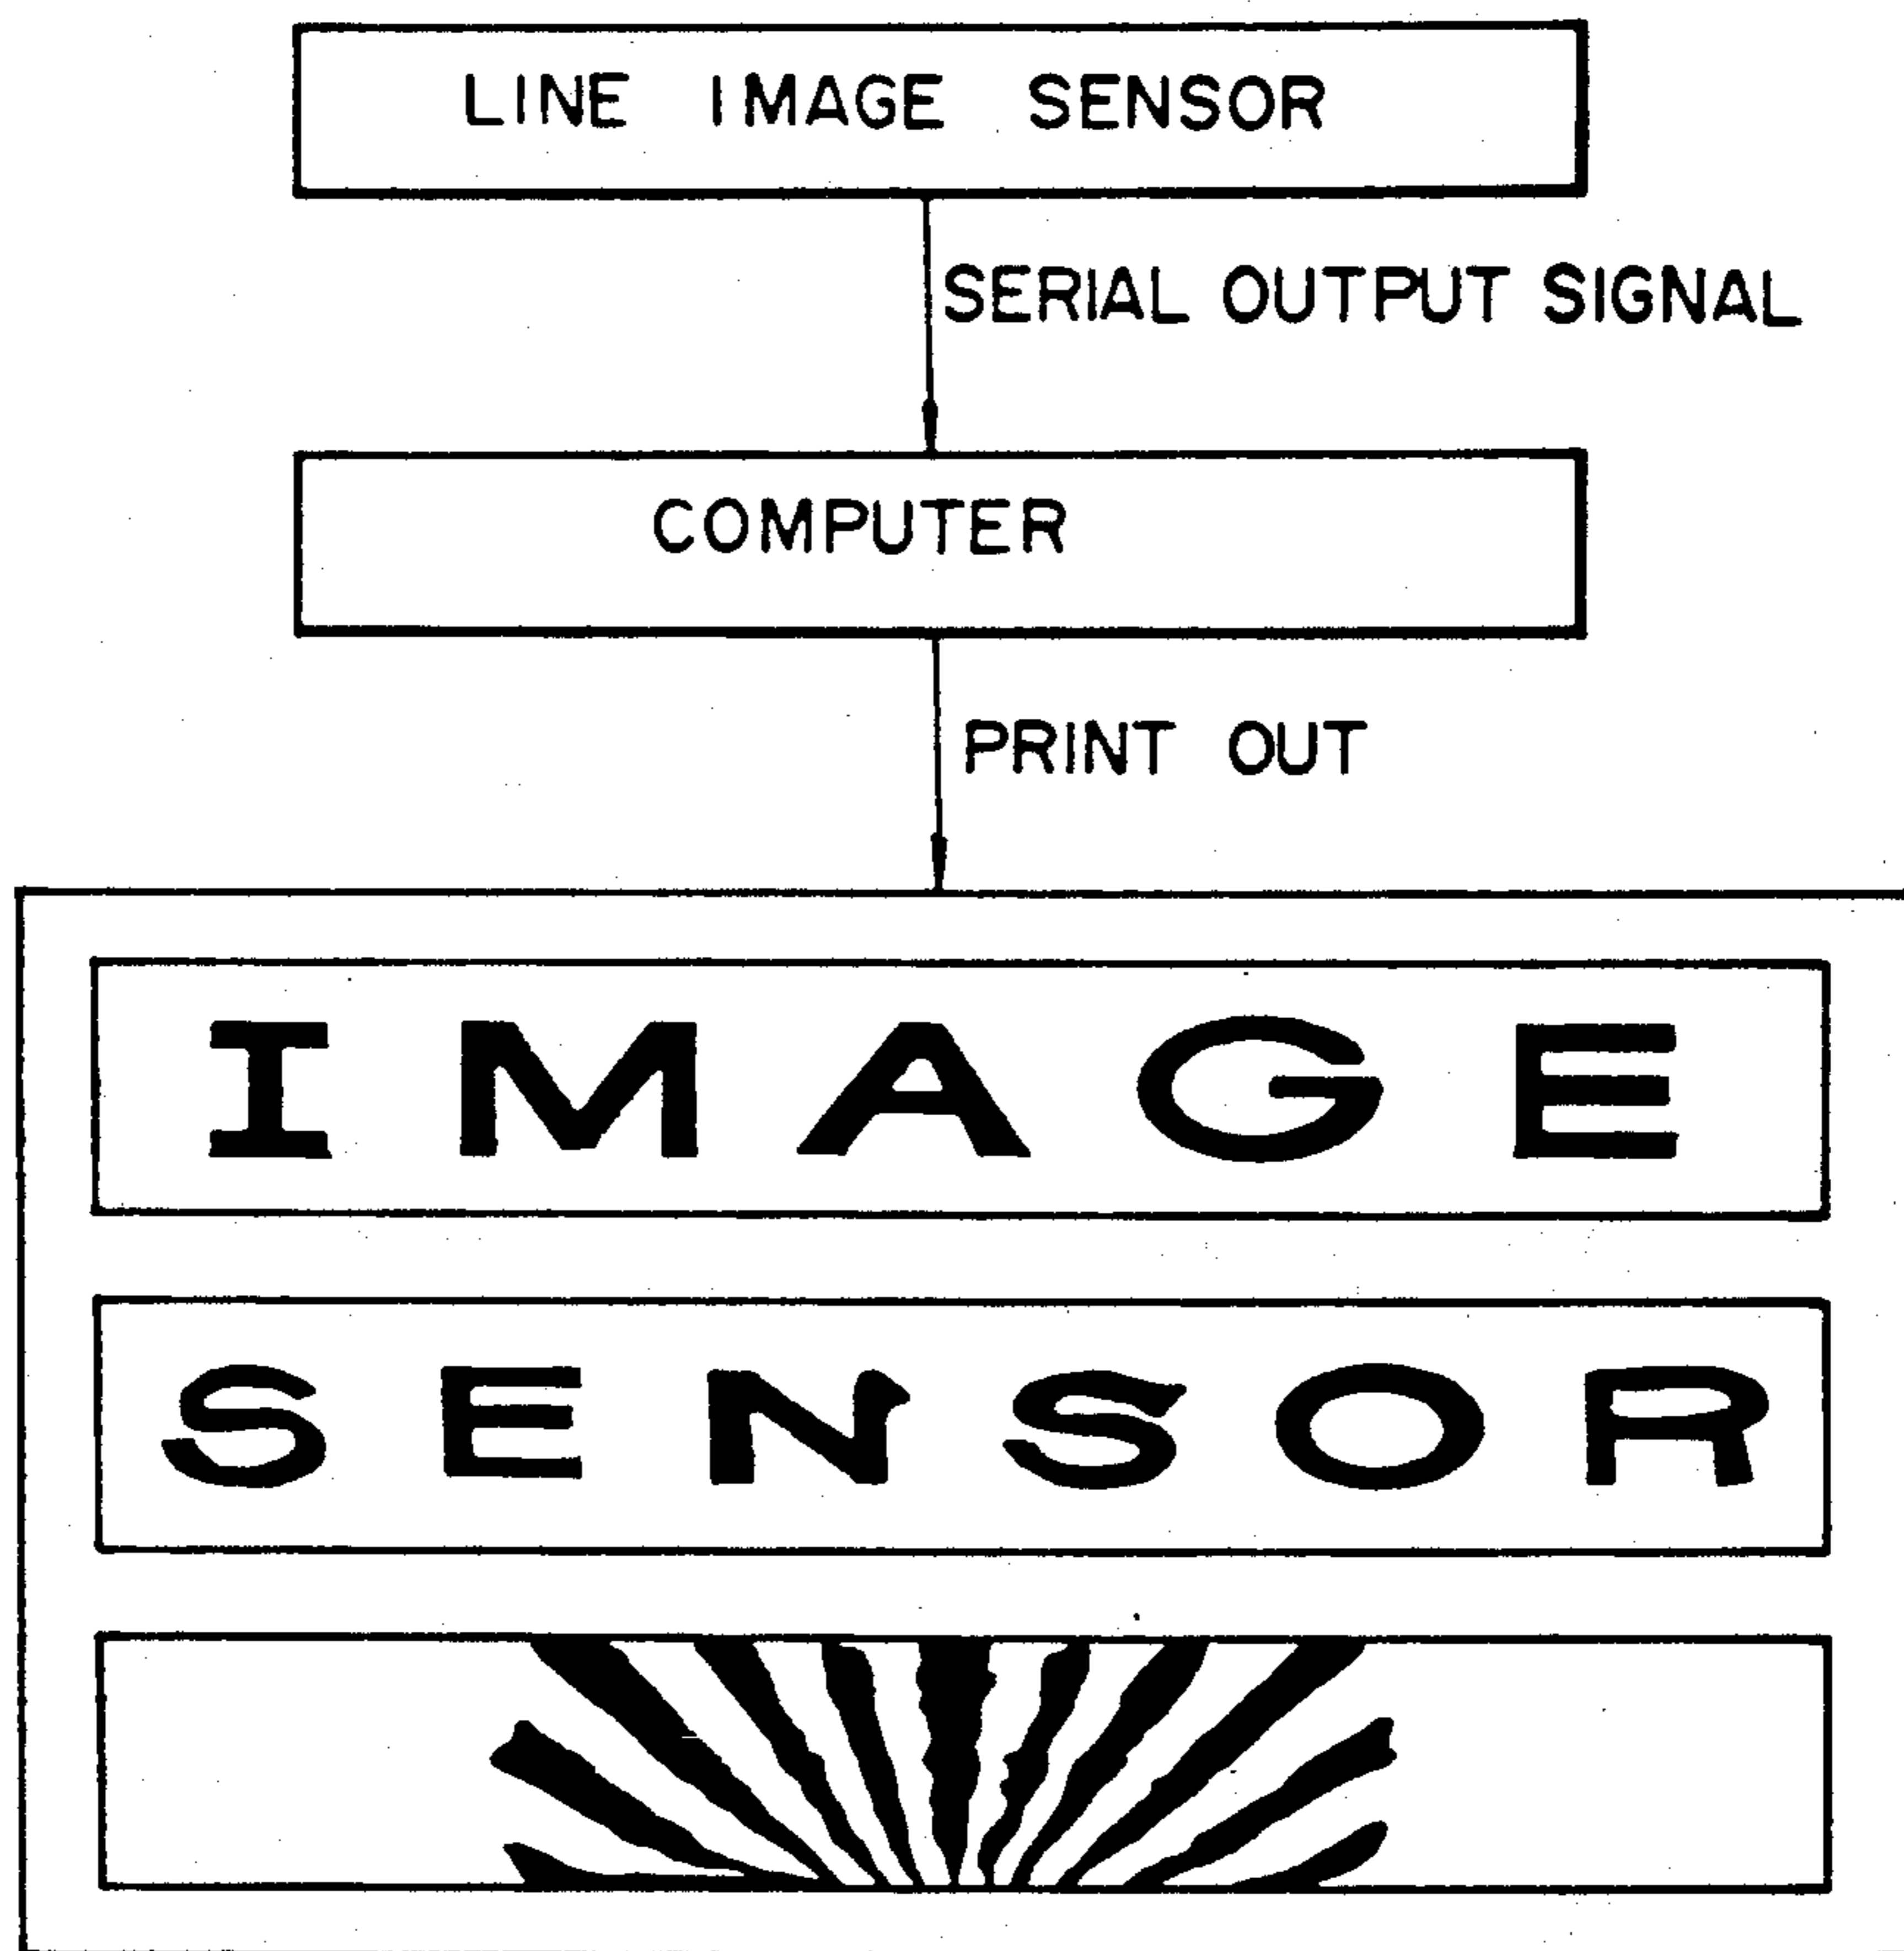 LINE IMAGE SENSOR
SERIAL OUTPUT SIGNAL
COMPUTER
PRINT OUT
IMAGE
SENSOR